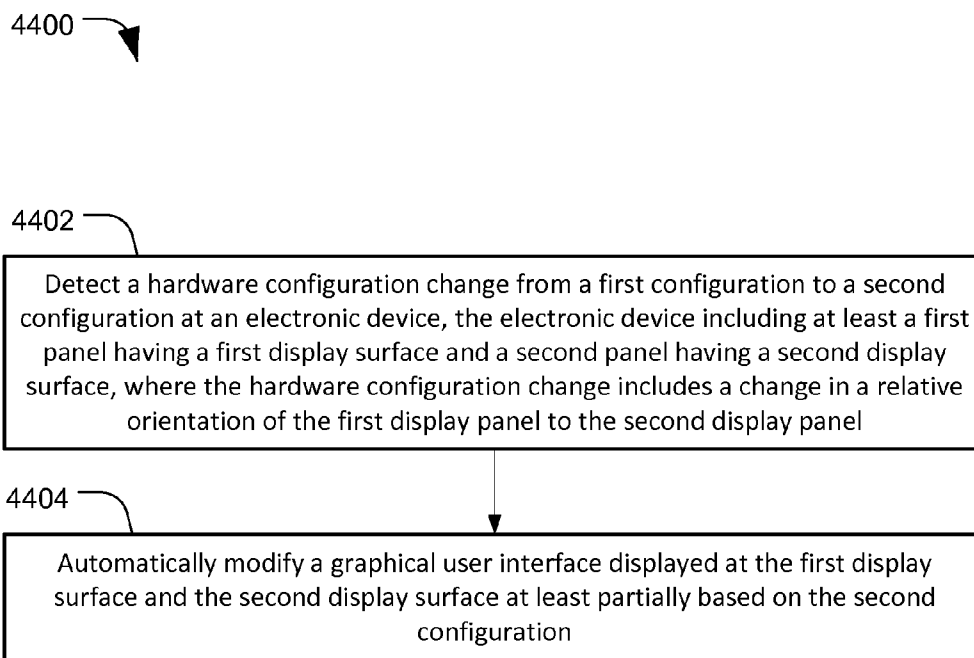 4400
4402
Detect a hardware configuration change from a first configuration to a second
configuration at an electronic device, the electronic device including at least a first
panel having a first display surface and a second panel having a second display
surface, where the hardware configuration change includes a change in a relative
orientation of the first display panel to the second display panel
4404
Automatically modify a graphical user interface displayed at the first display
surface and the second display surface at least partially based on the second
configuration